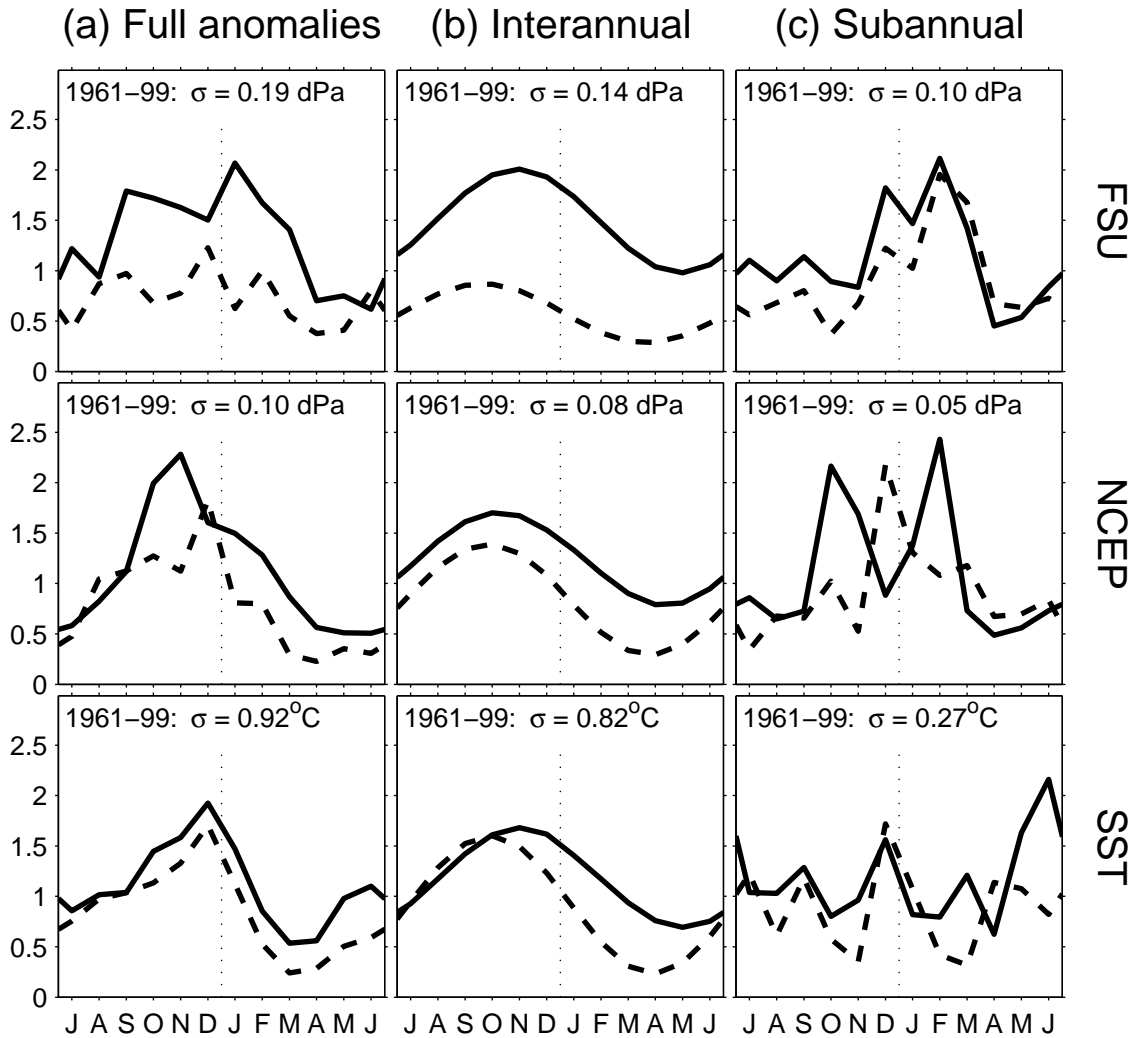 (a) Full anomalies (b) Interannual (c) Subannual
1961−99: σ = 0.19 dPa 1961−99: σ = 0.14 dPa 1961−99: σ = 0.10 dPa
2.5
2
1.5
1
0.5
0
FSU
1961−99: σ = 0.10 dPa 1961−99: σ = 0.08 dPa 1961−99: σ = 0.05 dPa
2.5
2
1.5
1
0.5
0
NCEP
1961−99: σ = 0.92°C 1961−99: σ = 0.82°C 1961−99: σ = 0.27°C
2.5
2
1.5
1
0.5
0
SST
J A S O N D J F M A M J J A S O N D J F M A M J J A S O N D J F M A M J